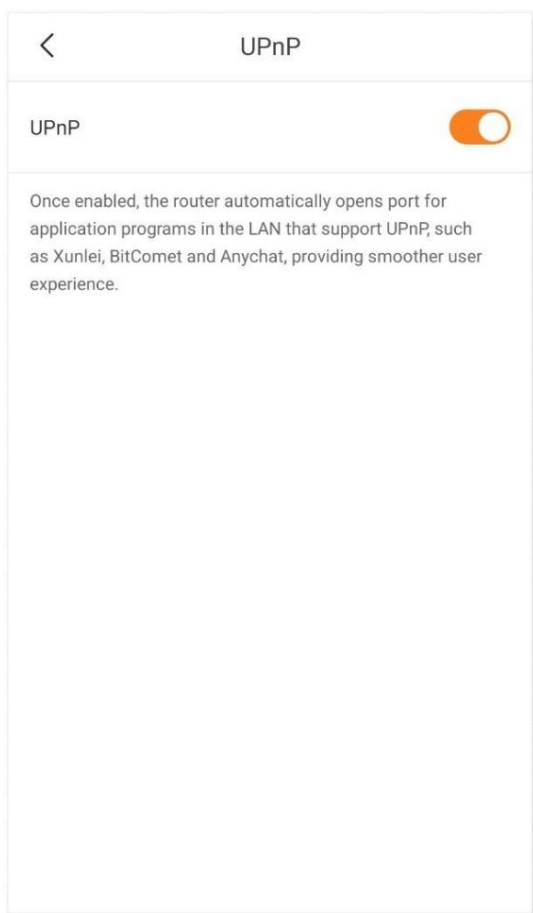 UPnP
UPnP
Once enabled, the router automatically opens port for
application programs in the LAN that support UPnP, such
as Xunlei, BitComet and Anychat, providing smoother user
experience.